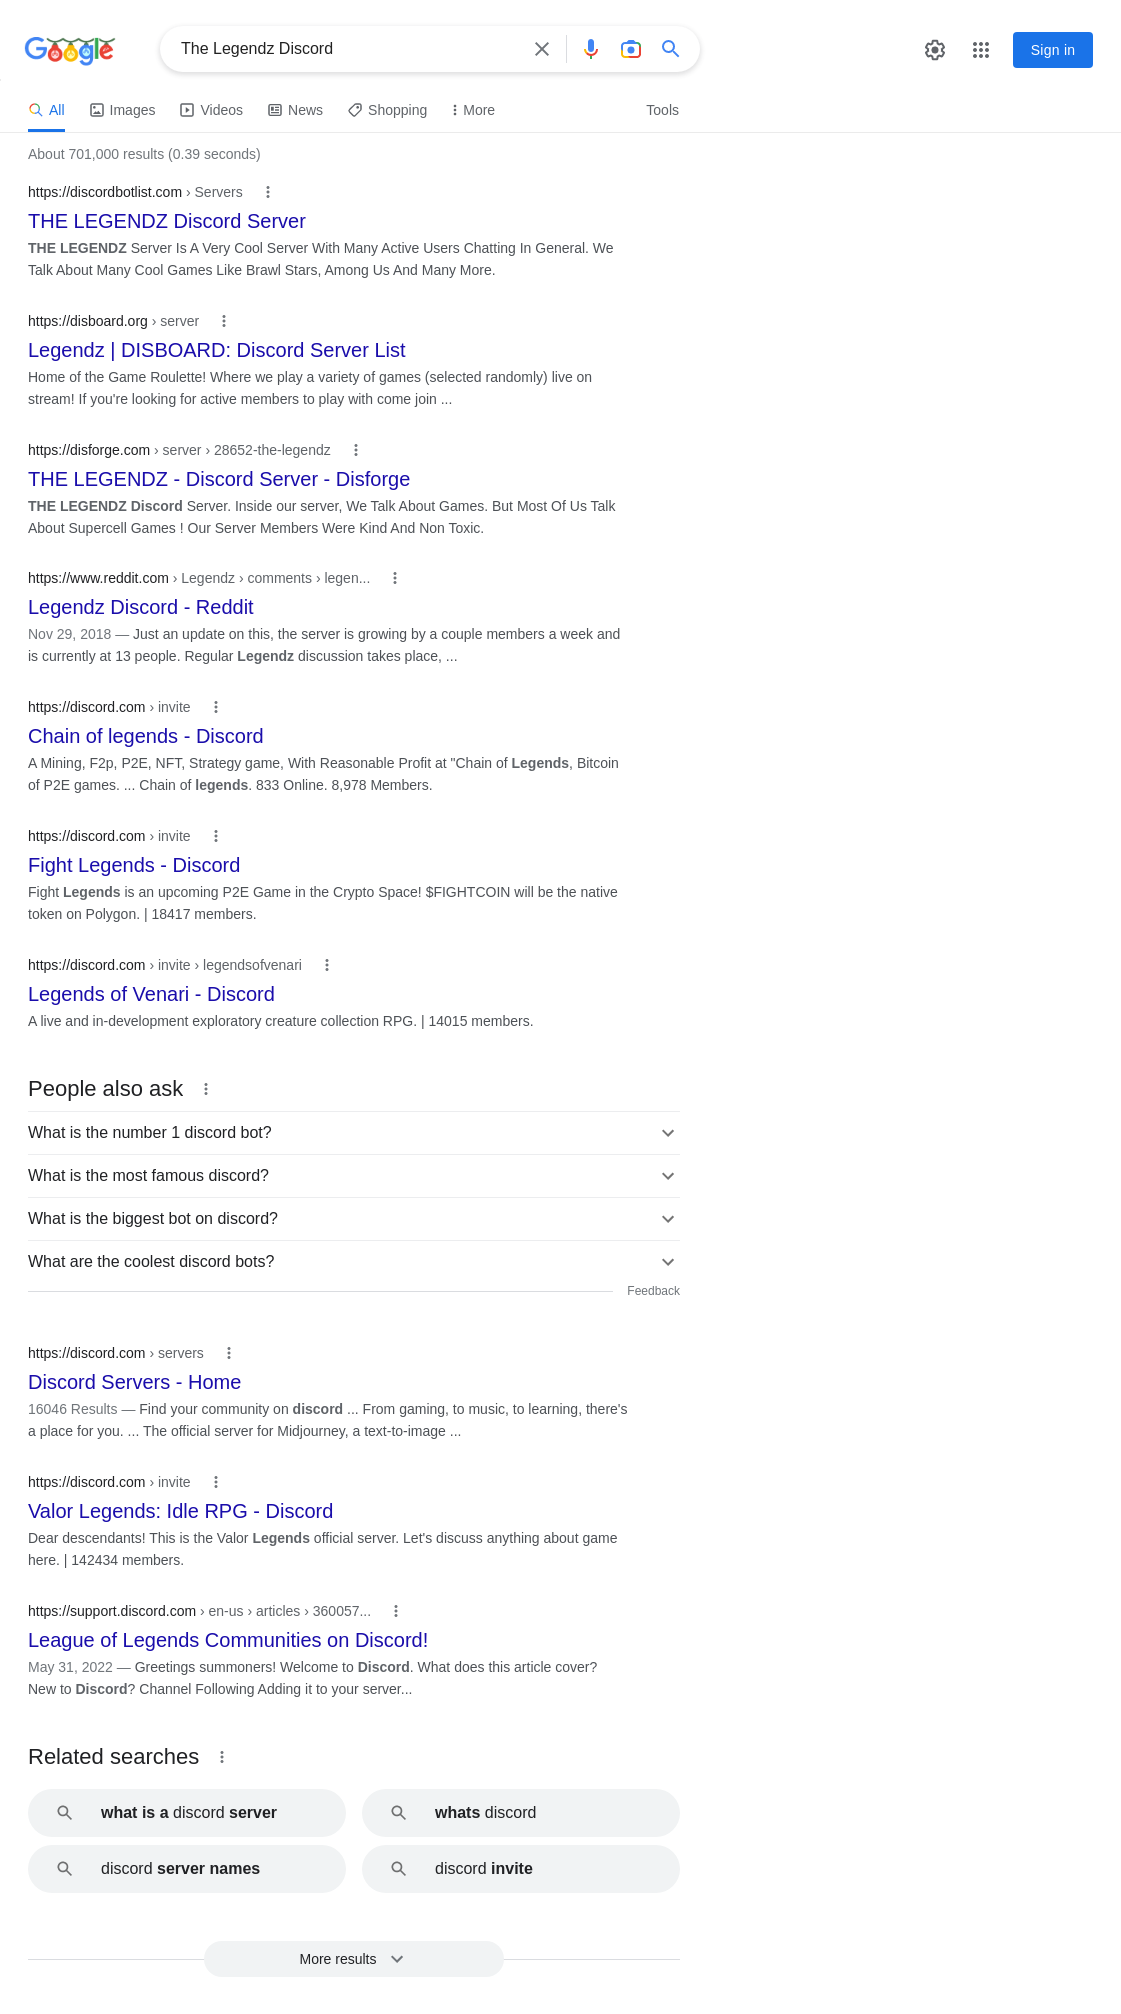 Google
The Legendz Discord
Sign in
All
Images
Videos
News
Shopping
More
Tools
About 701,000 results (0.39 seconds)
https://discordbotlist.com › Servers
THE LEGENDZ Discord Server
THE LEGENDZ Server Is A Very Cool Server With Many Active Users Chatting In General. We
Talk About Many Cool Games Like Brawl Stars, Among Us And Many More.
https://disboard.org › server
Legendz | DISBOARD: Discord Server List
Home of the Game Roulette! Where we play a variety of games (selected randomly) live on
stream! If you're looking for active members to play with come join ...
https://disforge.com › server › 28652-the-legendz
THE LEGENDZ - Discord Server - Disforge
THE LEGENDZ Discord Server. Inside our server, We Talk About Games. But Most Of Us Talk
About Supercell Games ! Our Server Members Were Kind And Non Toxic.
https://www.reddit.com › Legendz › comments › legen...
Legendz Discord - Reddit
Nov 29, 2018 — Just an update on this, the server is growing by a couple members a week and
is currently at 13 people. Regular Legendz discussion takes place, ...
https://discord.com › invite
Chain of legends - Discord
A Mining, F2p, P2E, NFT, Strategy game, With Reasonable Profit at "Chain of Legends, Bitcoin
of P2E games. ... Chain of legends. 833 Online. 8,978 Members.
https://discord.com › invite
Fight Legends - Discord
Fight Legends is an upcoming P2E Game in the Crypto Space! $FIGHTCOIN will be the native
token on Polygon. | 18417 members.
https://discord.com › invite › legendsofvenari
Legends of Venari - Discord
A live and in-development exploratory creature collection RPG. | 14015 members.
People also ask
What is the number 1 discord bot?
What is the most famous discord?
What is the biggest bot on discord?
What are the coolest discord bots?
Feedback
https://discord.com › servers
Discord Servers - Home
16046 Results — Find your community on discord ... From gaming, to music, to learning, there's
a place for you. ... The official server for Midjourney, a text-to-image ...
https://discord.com › invite
Valor Legends: Idle RPG - Discord
Dear descendants! This is the Valor Legends official server. Let's discuss anything about game
here. | 142434 members.
https://support.discord.com › en-us › articles › 360057...
League of Legends Communities on Discord!
May 31, 2022 — Greetings summoners! Welcome to Discord. What does this article cover?
New to Discord? Channel Following Adding it to your server...
Related searches
what is a discord server
whats discord
discord server names
discord invite
More results